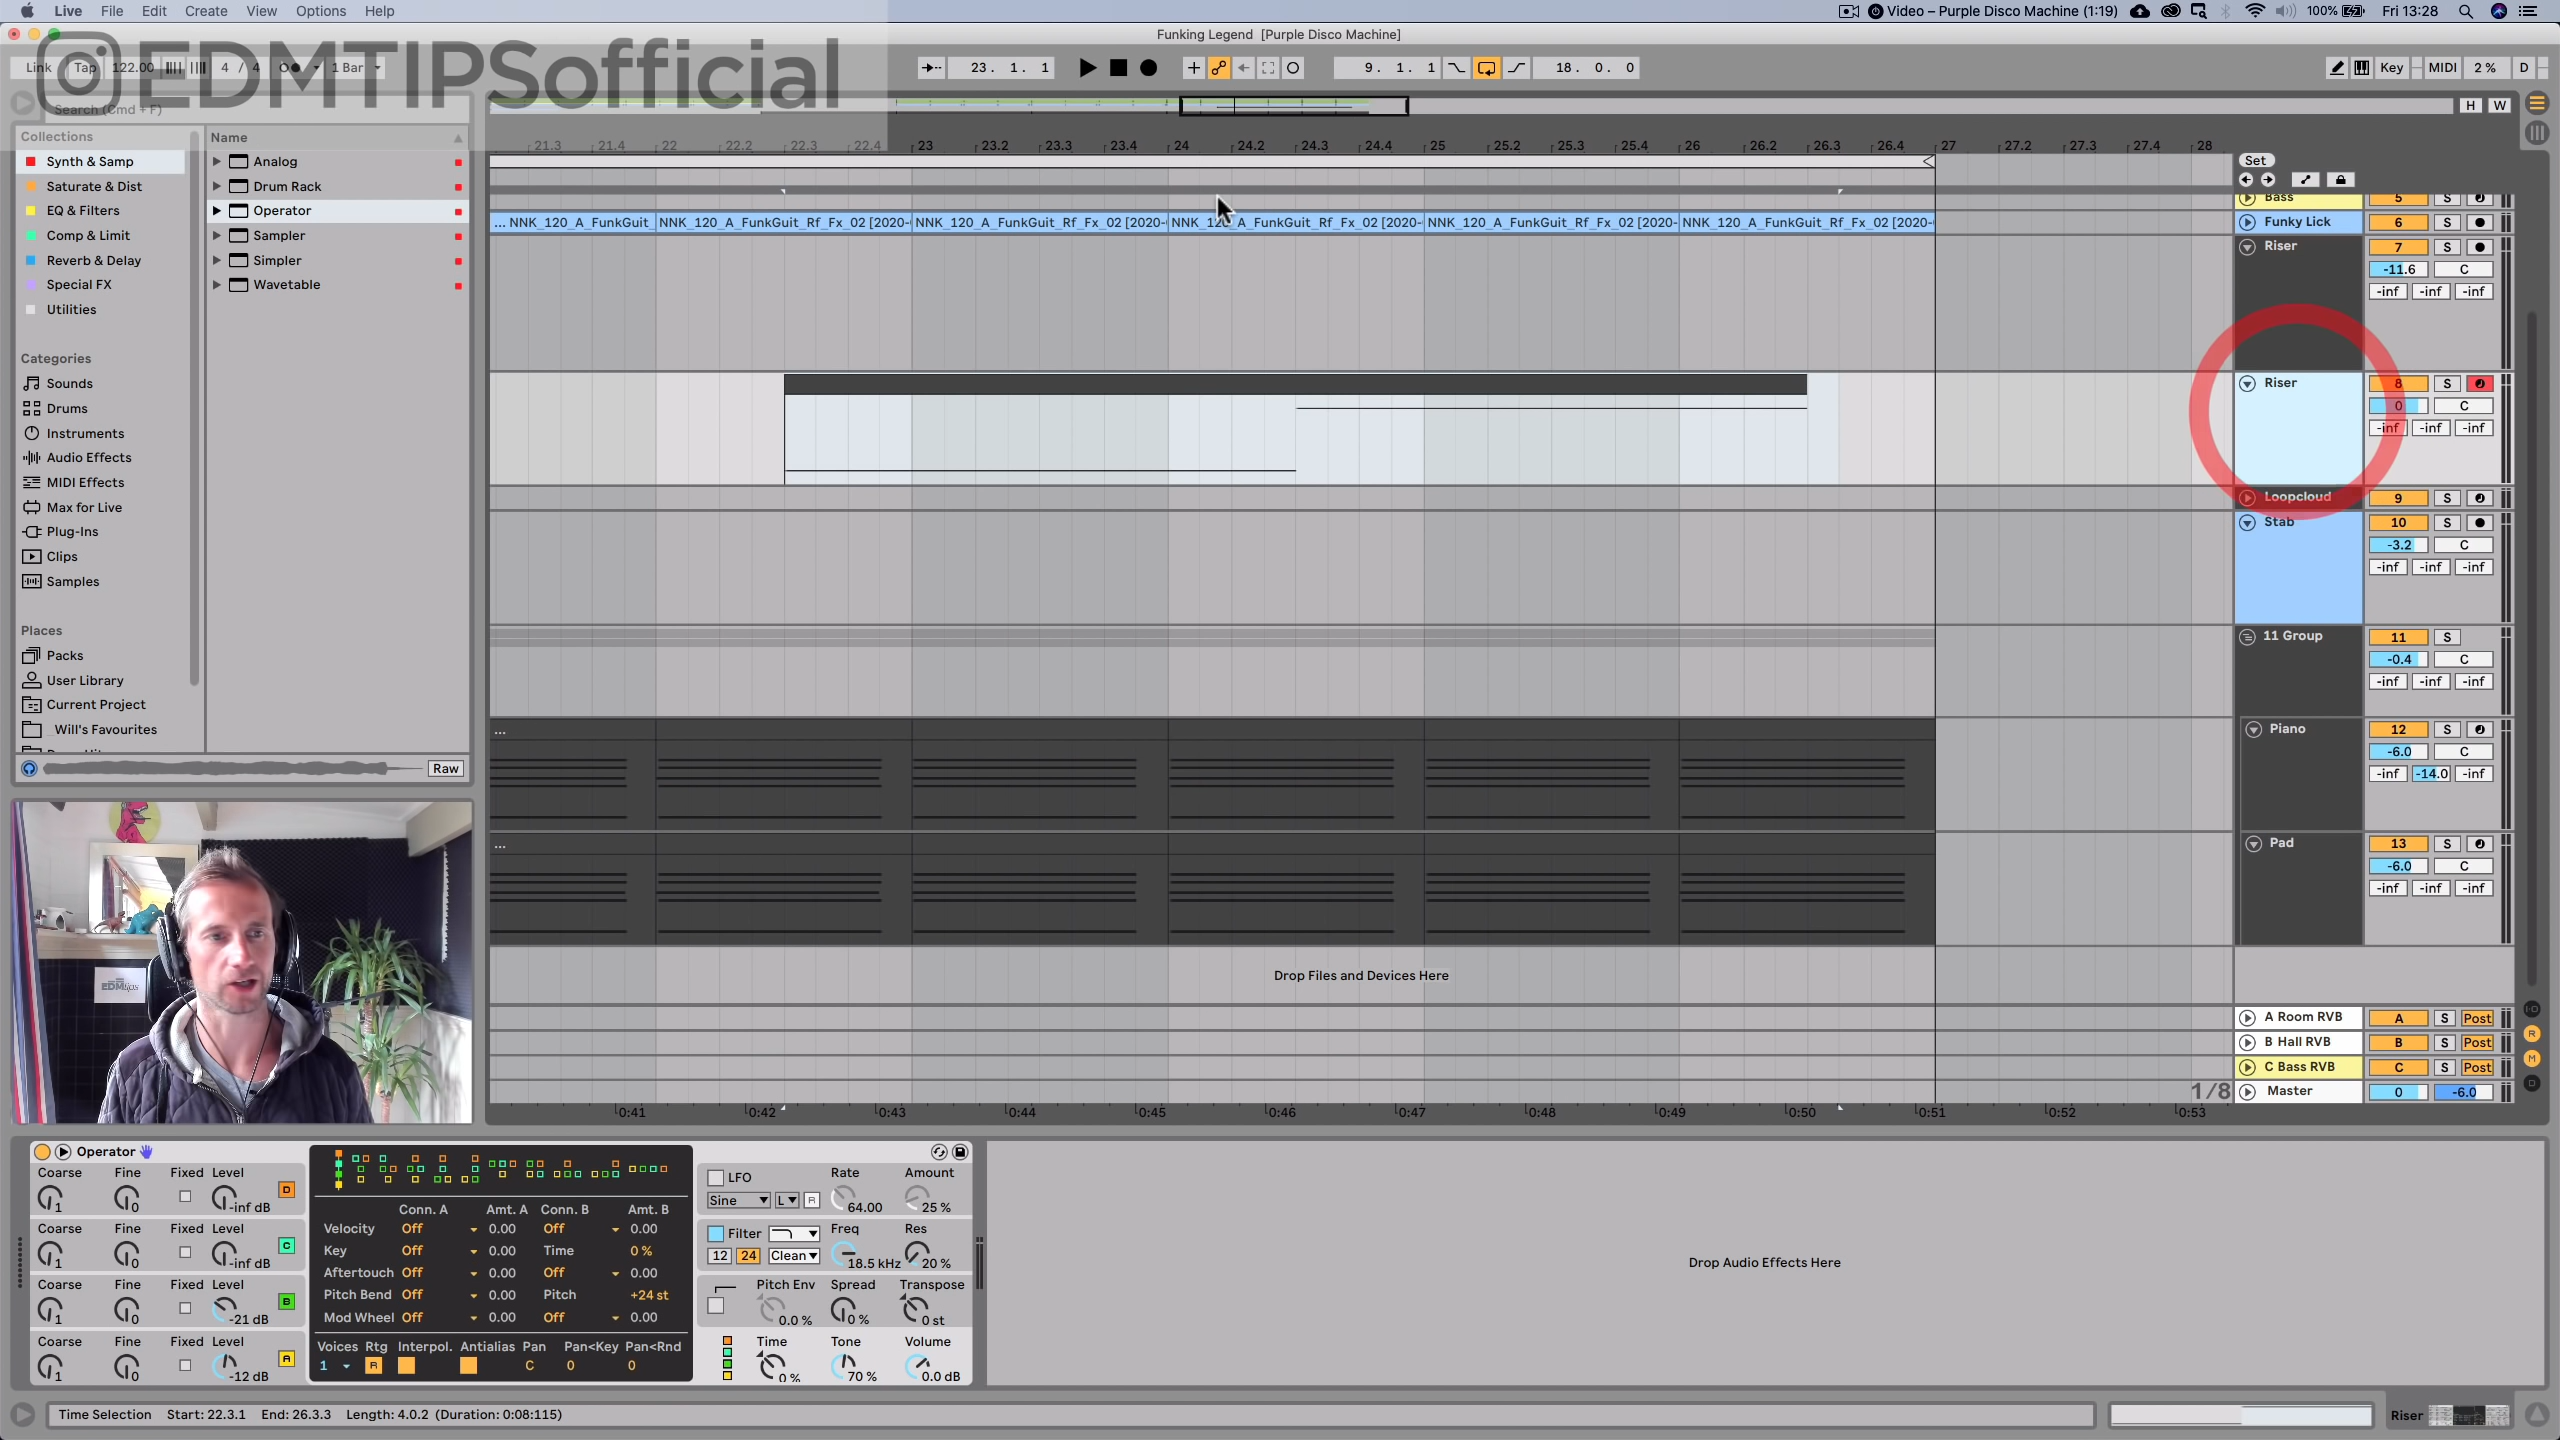 Live File Edit Create View Options Help
Video – Purple Disco Machine (1:19) 100% Fri 13:28
Funking Legend [Purple Disco Machine]
EDMTIPSofficial
Link Tap 122.00 4 / 4 1 Bar 23. 1. 1 9. 1. 1 18. 0. 0 Key MIDI 2 % D
Search (Cmd + F)
H W
Collections Name
Synth & Samp
Saturate & Dist
EQ & Filters
Comp & Limit
Reverb & Delay
Special FX
Utilities
Analog
Drum Rack
Operator
Sampler
Simpler
Wavetable
Categories
Sounds
Drums
Instruments
Audio Effects
MIDI Effects
Max for Live
Plug-Ins
Clips
Samples
Places
Packs
User Library
Current Project
_Will's Favourites
Raw
21.3 21.4 22 22.2 22.3 22.4 23 23.2 23.3 23.4 24 24.2 24.3 24.4 25 25.2 25.3 25.4 26 26.2 26.3 26.4 27 27.2 27.3 27.4 28
Set
... NNK_120_A_FunkGuit_ NNK_120_A_FunkGuit_Rf_Fx_02 [2020- NNK_120_A_FunkGuit_Rf_Fx_02 [2020- NNK_120_A_FunkGuit_Rf_Fx_02 [2020- NNK_120_A_FunkGuit_Rf_Fx_02 [2020- NNK_120_A_FunkGuit_Rf_Fx_02 [2020-
Bass 5 S
Funky Lick 6 S
Riser 7 S
-11.6 C
-inf -inf -inf
Riser 8 S
0 C
-inf -inf -inf
Loopcloud 9 S
Stab 10 S
-3.2 C
-inf -inf -inf
11 Group 11 S
-0.4 C
-inf -inf -inf
... Piano 12 S
-6.0 C
-inf -14.0 -inf
... Pad 13 S
-6.0 C
-inf -inf -inf
Drop Files and Devices Here
A Room RVB A S Post
B Hall RVB B S Post
C Bass RVB C S Post
1/8 Master 0 -6.0
0:41 0:42 0:43 0:44 0:45 0:46 0:47 0:48 0:49 0:50 0:51 0:52 0:53
EDMtips
Operator
Coarse Fine Fixed Level
1 0 -inf dB D
Coarse Fine Fixed Level
1 0 -inf dB C
Coarse Fine Fixed Level
1 0 -21 dB B
Coarse Fine Fixed Level
1 0 -12 dB A
Conn. A Amt. A Conn. B Amt. B
Velocity Off 0.00 Off 0.00
Key Off 0.00 Time 0 %
Aftertouch Off 0.00 Off 0.00
Pitch Bend Off 0.00 Pitch +24 st
Mod Wheel Off 0.00 Off 0.00
Voices Rtg Interpol. Antialias Pan Pan<Key Pan<Rnd
1 R C 0 0
LFO Rate Amount
Sine L R 64.00 25 %
Filter Freq Res
12 24 Clean 18.5 kHz 20 %
Pitch Env Spread Transpose
0.0 % 0 % 0 st
Time Tone Volume
0 % 70 % 0.0 dB
Drop Audio Effects Here
Time Selection Start: 22.3.1 End: 26.3.3 Length: 4.0.2 (Duration: 0:08:115)
Riser